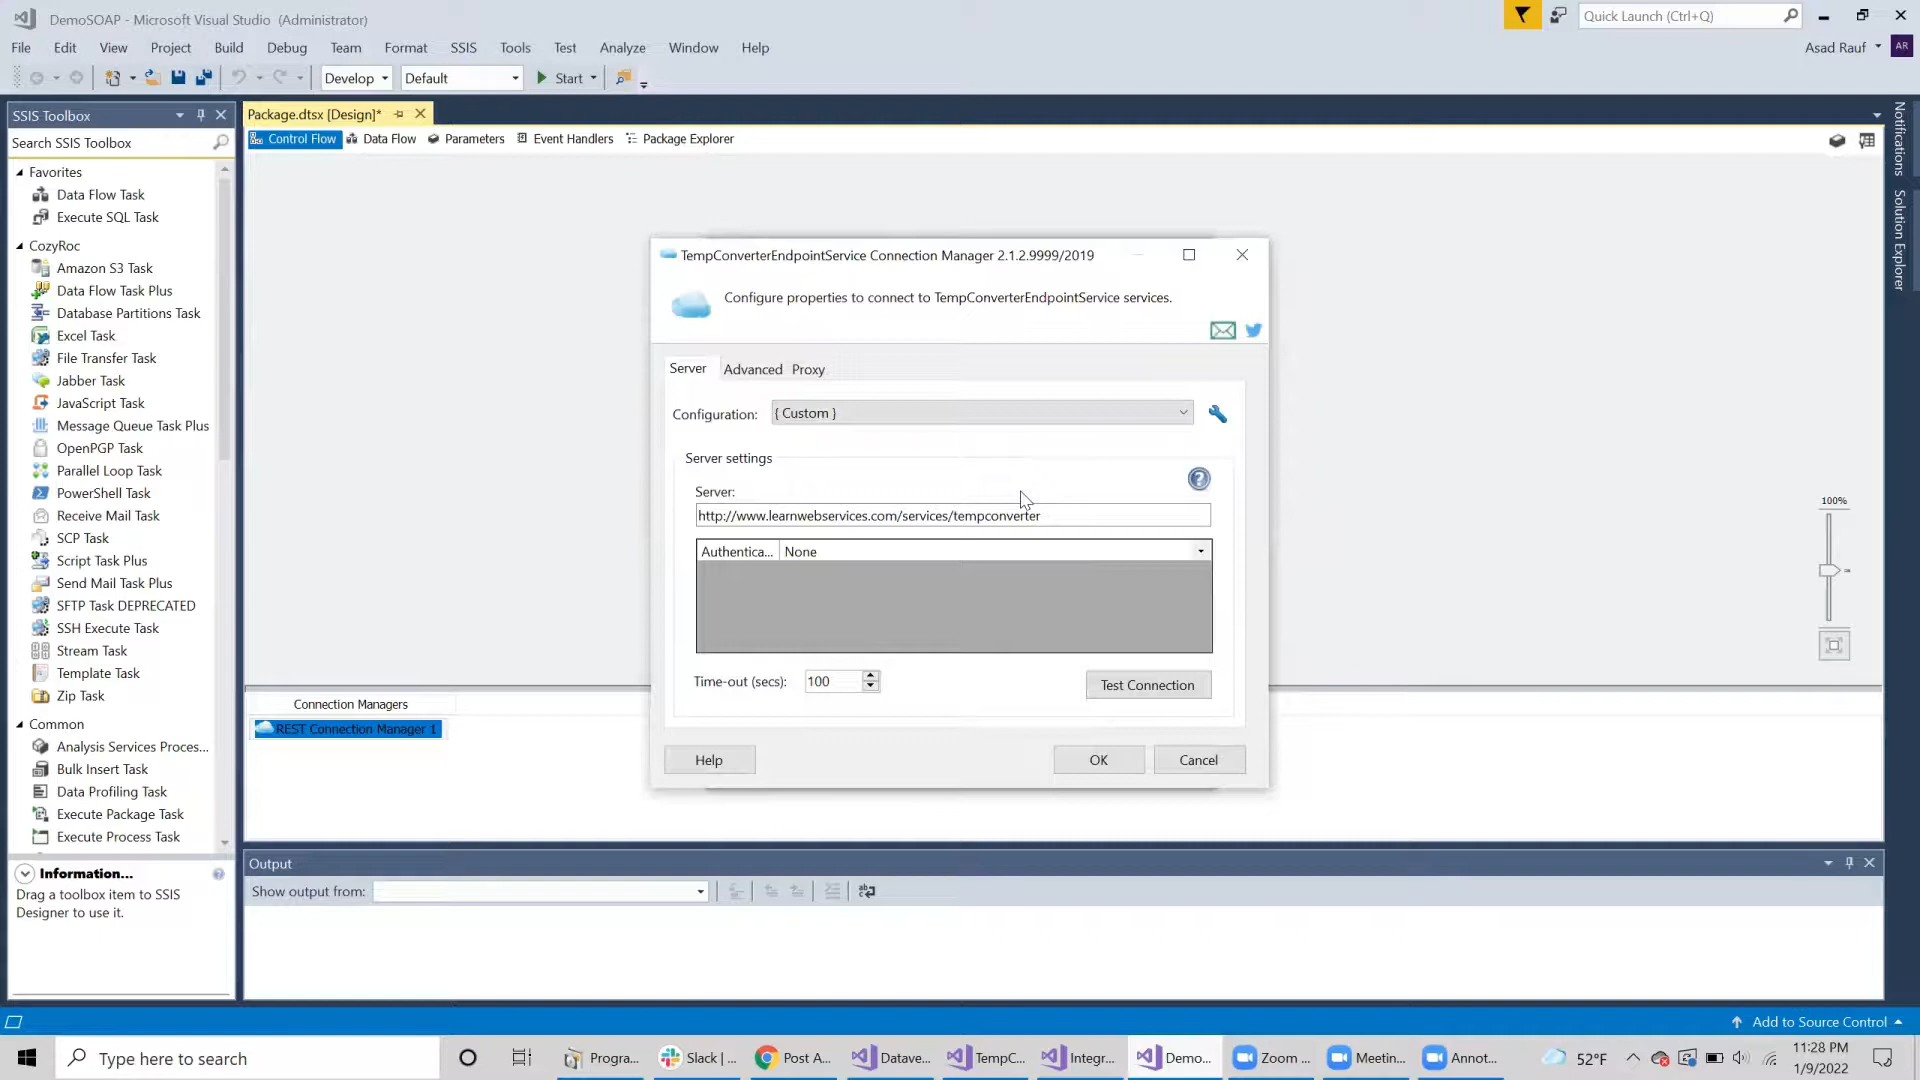 DemoSOAP - Microsoft Visual Studio (Administrator)
Quick Launch (Ctrl+Q)
File Edit View Project Build Debug Team Format SSIS Tools Test Analyze Window Help
Asad Rauf AR
Develop Default Start
SSIS Toolbox
Package.dtsx [Design]*
Search SSIS Toolbox
Control Flow Data Flow Parameters Event Handlers Package Explorer
Notifications
Solution Explorer
Favorites
Data Flow Task
Execute SQL Task
CozyRoc
Amazon S3 Task
Data Flow Task Plus
Database Partitions Task
Excel Task
File Transfer Task
Jabber Task
JavaScript Task
Message Queue Task Plus
OpenPGP Task
Parallel Loop Task
PowerShell Task
Receive Mail Task
SCP Task
Script Task Plus
Send Mail Task Plus
SFTP Task DEPRECATED
SSH Execute Task
Stream Task
Template Task
Zip Task
Common
Analysis Services Proces...
Bulk Insert Task
Data Profiling Task
Execute Package Task
Execute Process Task
Information...
Drag a toolbox item to SSIS
Designer to use it.
TempConverterEndpointService Connection Manager 2.1.2.9999/2019
Configure properties to connect to TempConverterEndpointService services.
Server Advanced Proxy
Configuration: { Custom }
Server settings
Server:
http://www.learnwebservices.com/services/tempconverter
Authentica... None
Time-out (secs): 100
Test Connection
Help OK Cancel
100%
Connection Managers
REST Connection Manager 1
Output
Show output from:
Add to Source Control
Type here to search
Progra... Slack | ... Post A... Datave... TempC... Integr... Demo... Zoom ... Meetin... Annot...
52°F
11:28 PM
1/9/2022